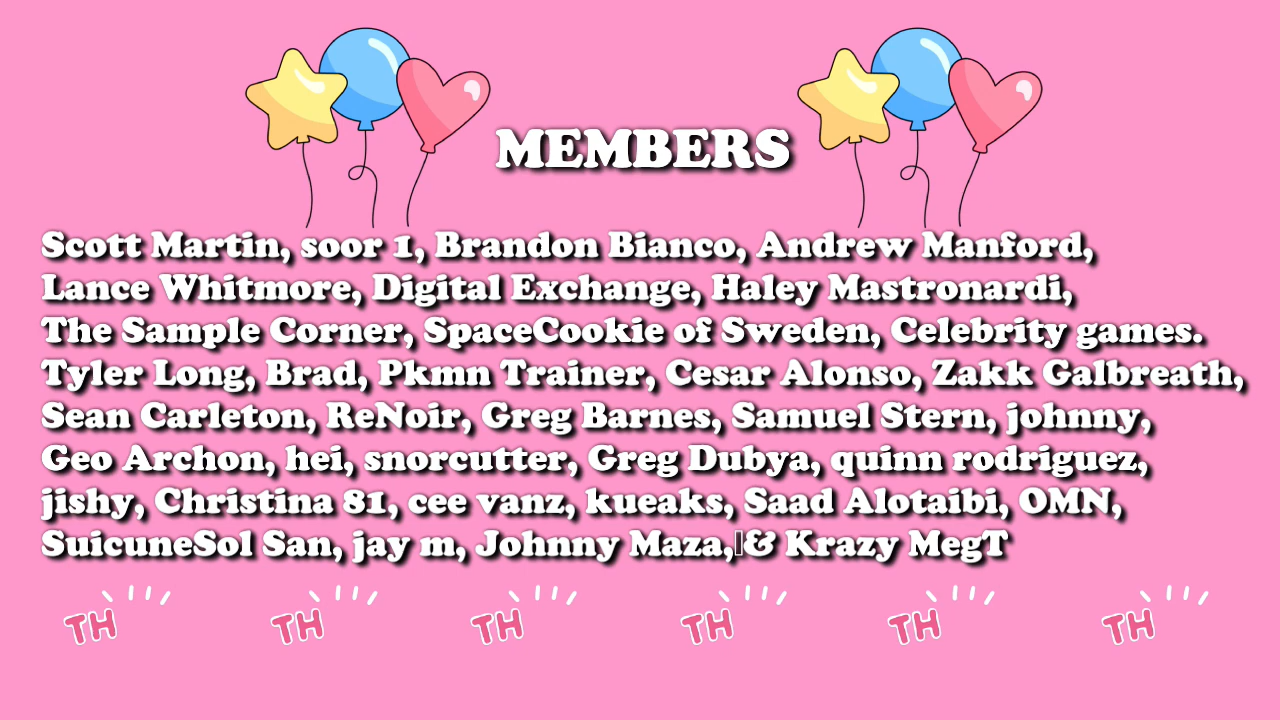 MEMBERS
Scott Martin, soor 1, Brandon Bianco, Andrew Manford,
Lance Whitmore, Digital Exchange, Haley Mastronardi,
The Sample Corner, SpaceCookie of Sweden, Celebrity games.
Tyler Long, Brad, Pkmn Trainer, Cesar Alonso, Zakk Galbreath,
Sean Carleton, ReNoir, Greg Barnes, Samuel Stern, johnny,
Geo Archon, hei, snorcutter, Greg Dubya, quinn rodriguez,
jishy, Christina 81, cee vanz, kueaks, Saad Alotaibi, OMN,
SuicuneSol San, jay m, Johnny Maza, & Krazy MegT
TH TH TH TH TH TH